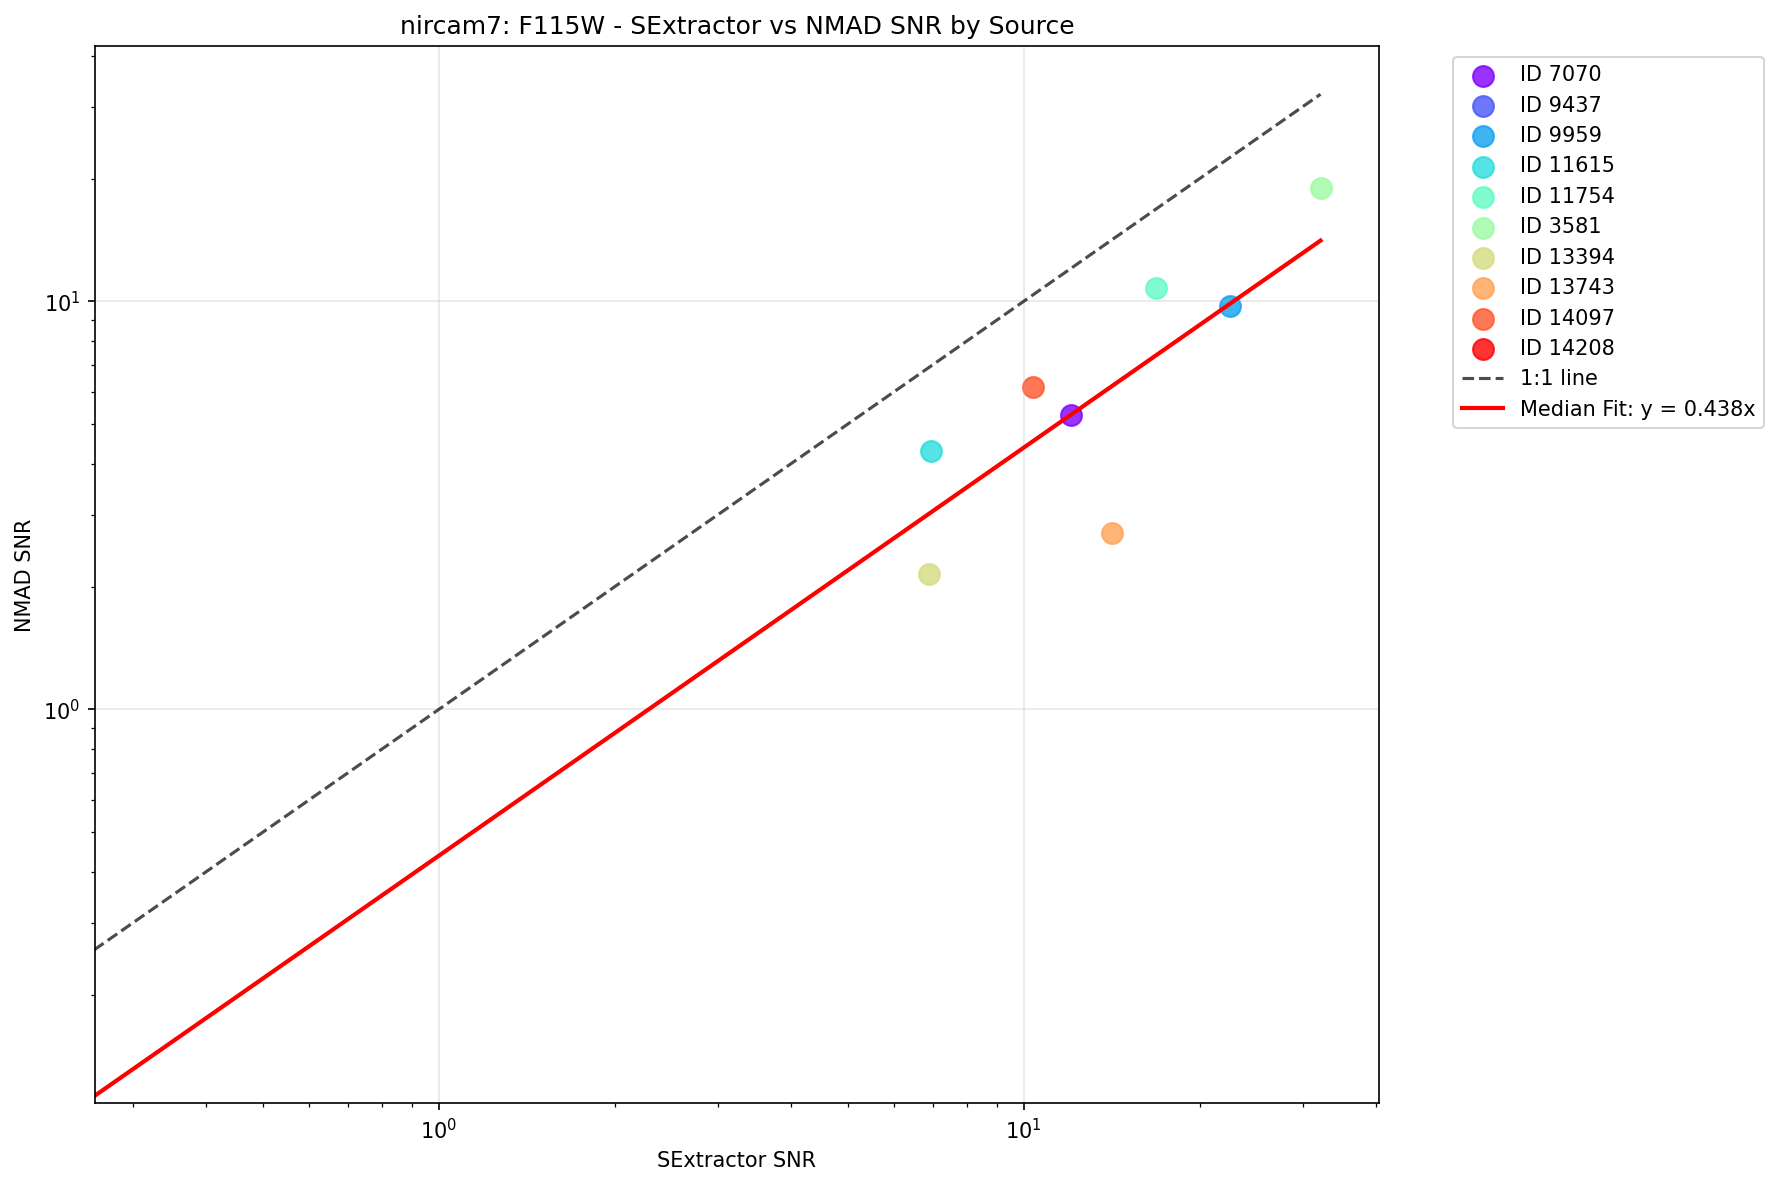 nircam7: F115W - SExtractor vs NMAD SNR by Source
NMAD SNR
10¹
10⁰
10⁰
10¹
SExtractor SNR
ID 7070
ID 9437
ID 9959
ID 11615
ID 11754
ID 3581
ID 13394
ID 13743
ID 14097
ID 14208
1:1 line
Median Fit: y = 0.438x